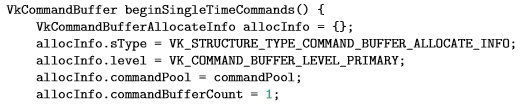 VkCommandBuffer beginSingleTimeCommands() {
    VkCommandBufferAllocateInfo allocInfo = {};
    allocInfo.sType = VK_STRUCTURE_TYPE_COMMAND_BUFFER_ALLOCATE_INFO;
    allocInfo.level = VK_COMMAND_BUFFER_LEVEL_PRIMARY;
    allocInfo.commandPool = commandPool;
    allocInfo.commandBufferCount = 1;